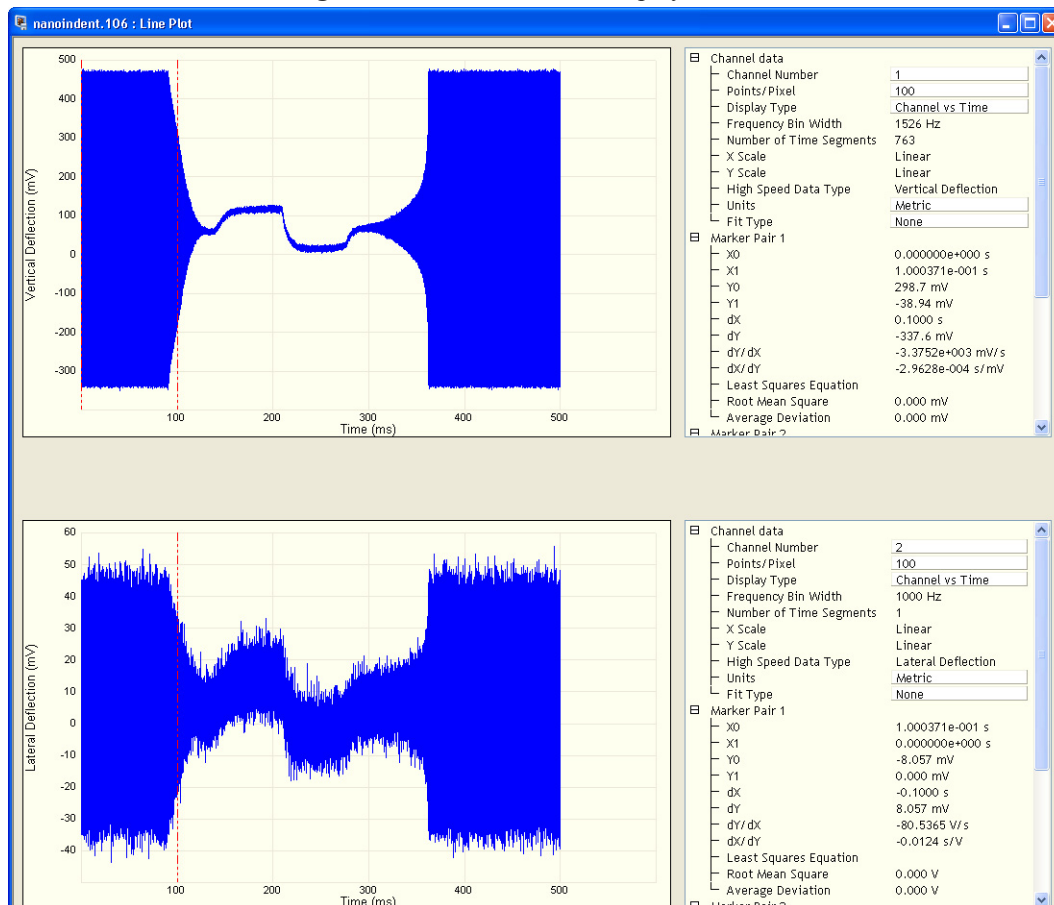 nanoindent.106 : Line Plot
500
400
300
200
100
0
-100
-200
-300
Vertical Deflection (mV)
100 200 300 400 500
Time (ms)
Channel data
Channel Number 1
Points/Pixel 100
Display Type Channel vs Time
Frequency Bin Width 1526 Hz
Number of Time Segments 763
X Scale Linear
Y Scale Linear
High Speed Data Type Vertical Deflection
Units Metric
Fit Type None
Marker Pair 1
X0 0.000000e+000 s
X1 1.000371e-001 s
Y0 298.7 mV
Y1 -38.94 mV
dX 0.1000 s
dY -337.6 mV
dY/dX -3.3752e+003 mV/s
dX/dY -2.9628e-004 s/mV
Least Squares Equation
Root Mean Square 0.000 mV
Average Deviation 0.000 mV
Marker Pair 2
60
50
40
30
20
10
0
-10
-20
-30
-40
Lateral Deflection (mV)
100 200 300 400 500
Time (ms)
Channel data
Channel Number 2
Points/Pixel 100
Display Type Channel vs Time
Frequency Bin Width 1000 Hz
Number of Time Segments 1
X Scale Linear
Y Scale Linear
High Speed Data Type Lateral Deflection
Units Metric
Fit Type None
Marker Pair 1
X0 1.000371e-001 s
X1 0.000000e+000 s
Y0 -8.057 mV
Y1 0.000 mV
dX -0.1000 s
dY 8.057 mV
dY/dX -80.5365 V/s
dX/dY -0.0124 s/V
Least Squares Equation
Root Mean Square 0.000 V
Average Deviation 0.000 V